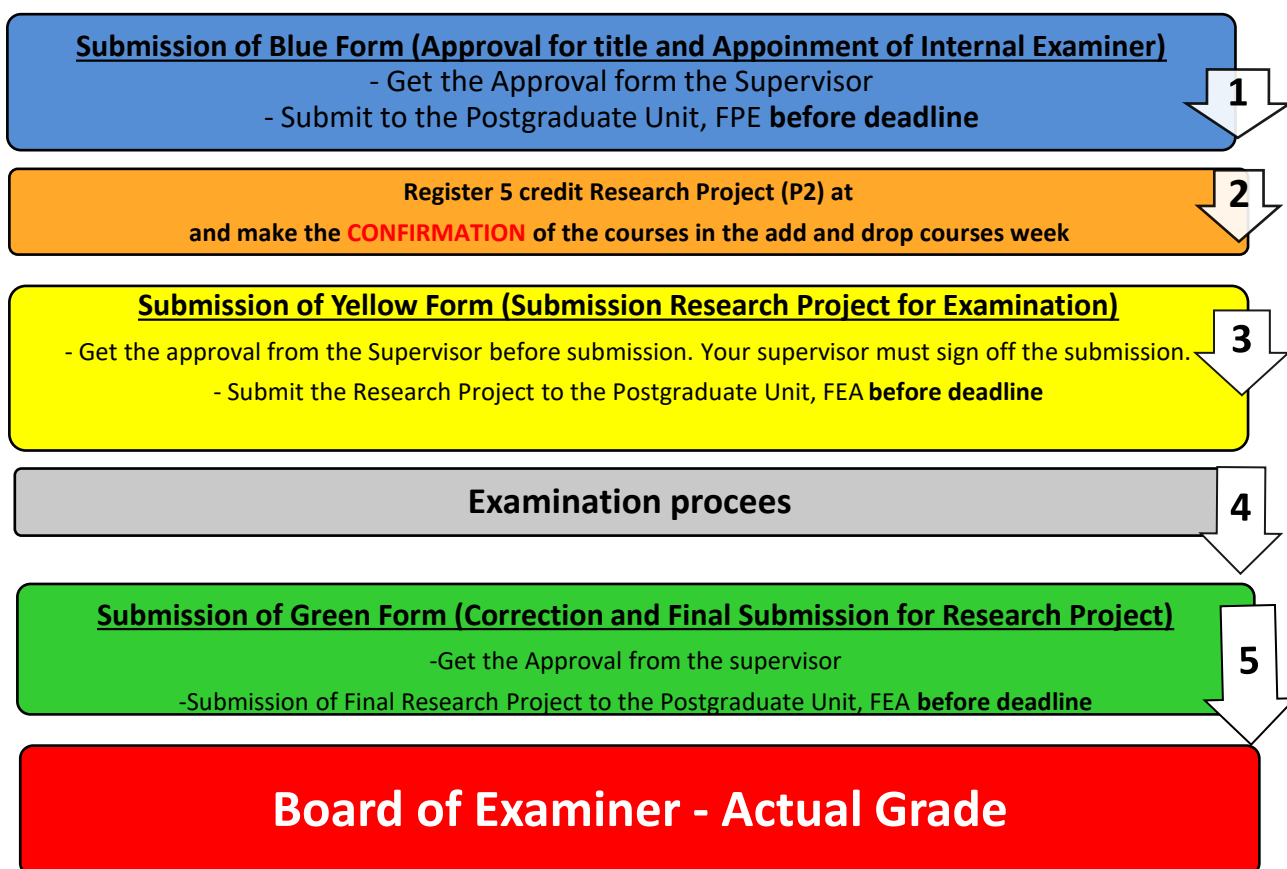 Submission of Blue Form (Approval for title and Appoinment of Internal Examiner)
- Get the Approval form the Supervisor
- Submit to the Postgraduate Unit, FPE before deadline
1
Register 5 credit Research Project (P2) at
and make the CONFIRMATION of the courses in the add and drop courses week
2
Submission of Yellow Form (Submission Research Project for Examination)
- Get the approval from the Supervisor before submission. Your supervisor must sign off the submission.
- Submit the Research Project to the Postgraduate Unit, FEA before deadline
3
Examination procees
4
Submission of Green Form (Correction and Final Submission for Research Project)
-Get the Approval from the supervisor
-Submission of Final Research Project to the Postgraduate Unit, FEA before deadline
5
Board of Examiner - Actual Grade